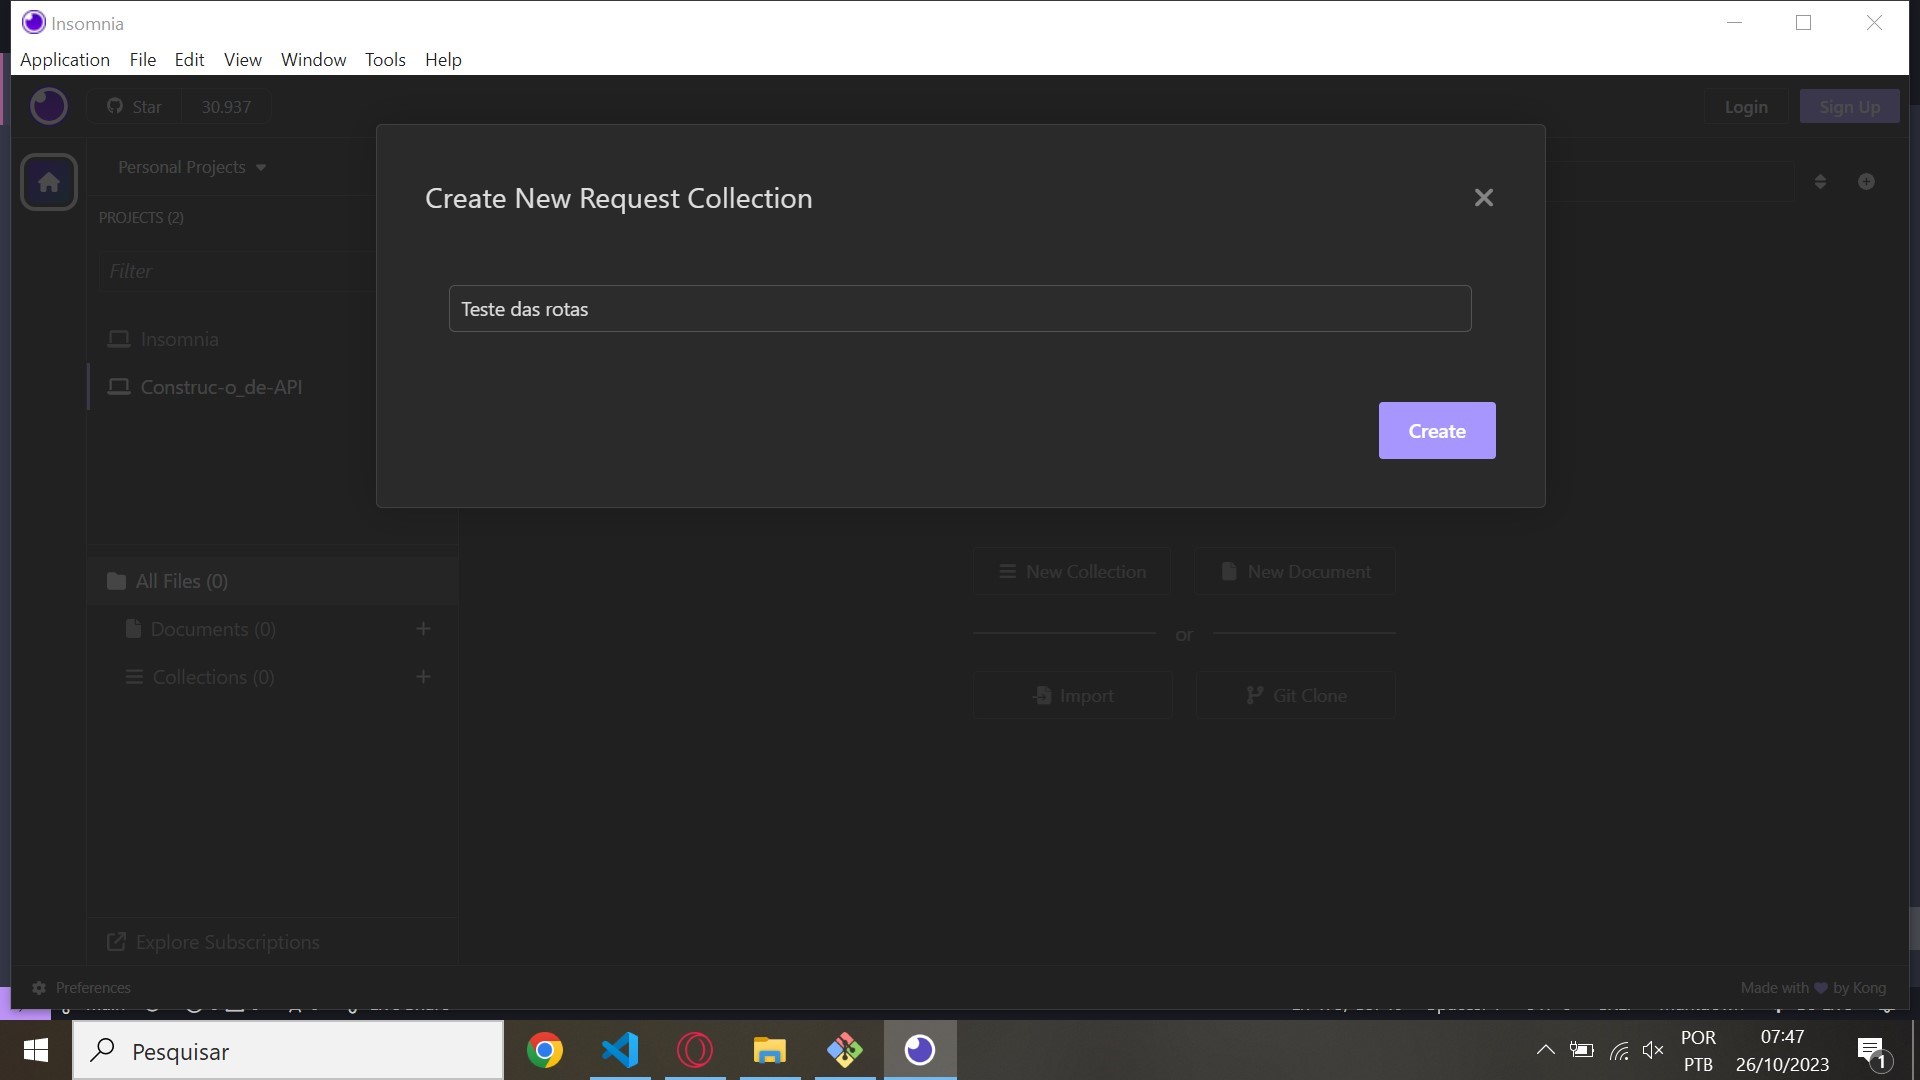 Insomnia
Application File Edit View Window Tools Help
Star 30.937
Login Sign Up
Personal Projects
PROJECTS (2)
Filter
Insomnia
Construc-o_de-API
Create New Request Collection
Teste das rotas
Create
New Collection New Document
or
Import Git Clone
All Files (0)
Documents (0) +
Collections (0) +
Explore Subscriptions
Preferences
Made with by Kong
Pesquisar
POR
PTB
07:47
26/10/2023
1